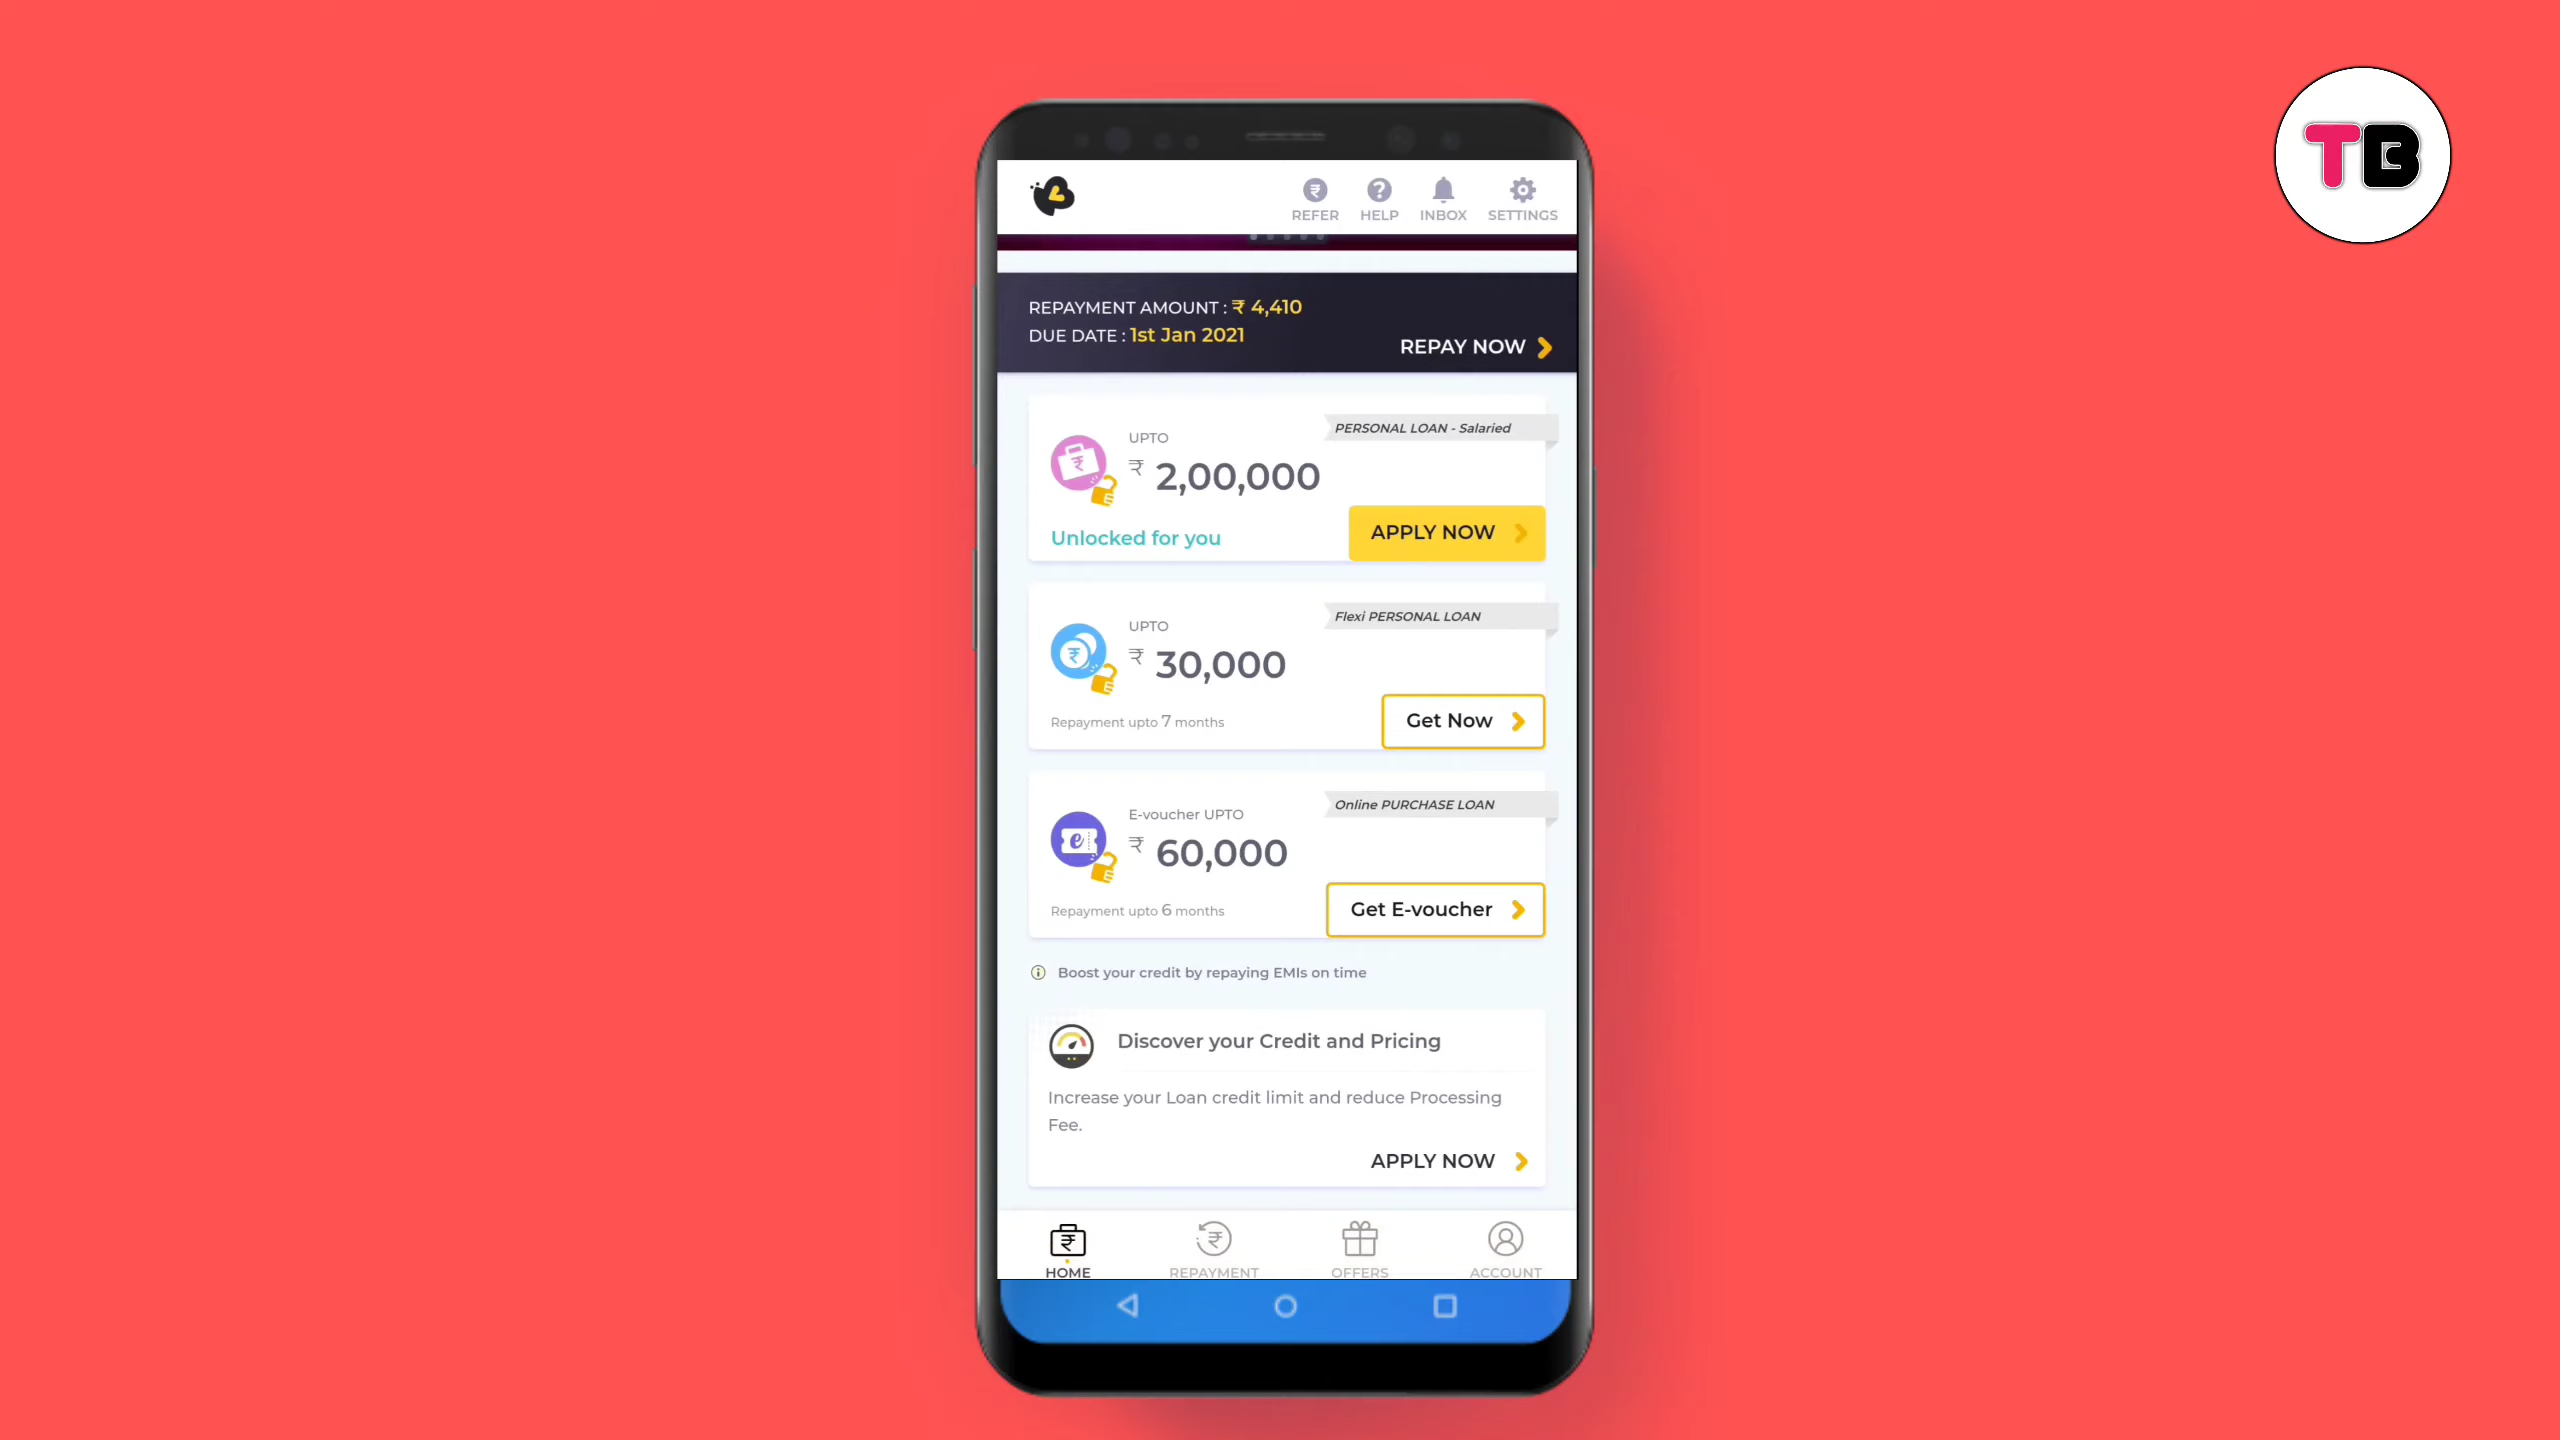 TB
REFER HELP INBOX SETTINGS
REPAYMENT AMOUNT : ₹ 4,410
DUE DATE : 1st Jan 2021
REPAY NOW
PERSONAL LOAN - Salaried
UPTO
₹ 2,00,000
Unlocked for you
APPLY NOW
Flexi PERSONAL LOAN
UPTO
₹ 30,000
Repayment upto 7 months
Get Now
Online PURCHASE LOAN
E-voucher UPTO
₹ 60,000
Repayment upto 6 months
Get E-voucher
Boost your credit by repaying EMIs on time
Discover your Credit and Pricing
Increase your Loan credit limit and reduce Processing
Fee.
APPLY NOW
HOME REPAYMENT OFFERS ACCOUNT